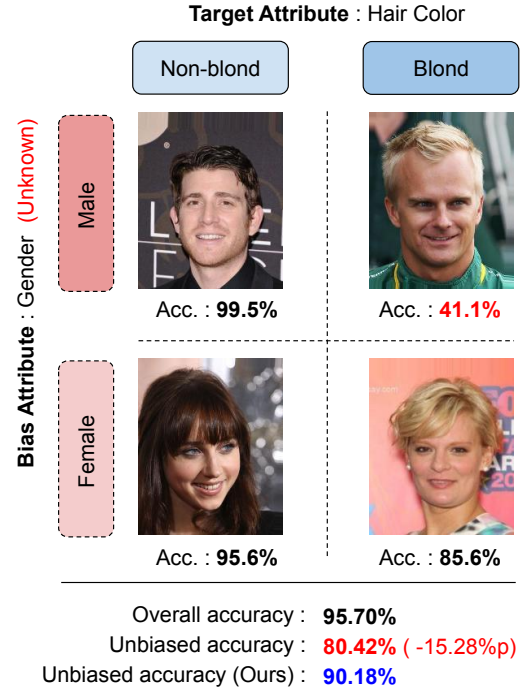 Target Attribute : Hair Color
Non-blond
Blond
Bias Attribute : Gender (Unknown)
Male
Acc. : 99.5%
Acc. : 41.1%
Female
Acc. : 95.6%
Acc. : 85.6%
Overall accuracy : 95.70%
Unbiased accuracy : 80.42% ( -15.28%p)
Unbiased accuracy (Ours) : 90.18%